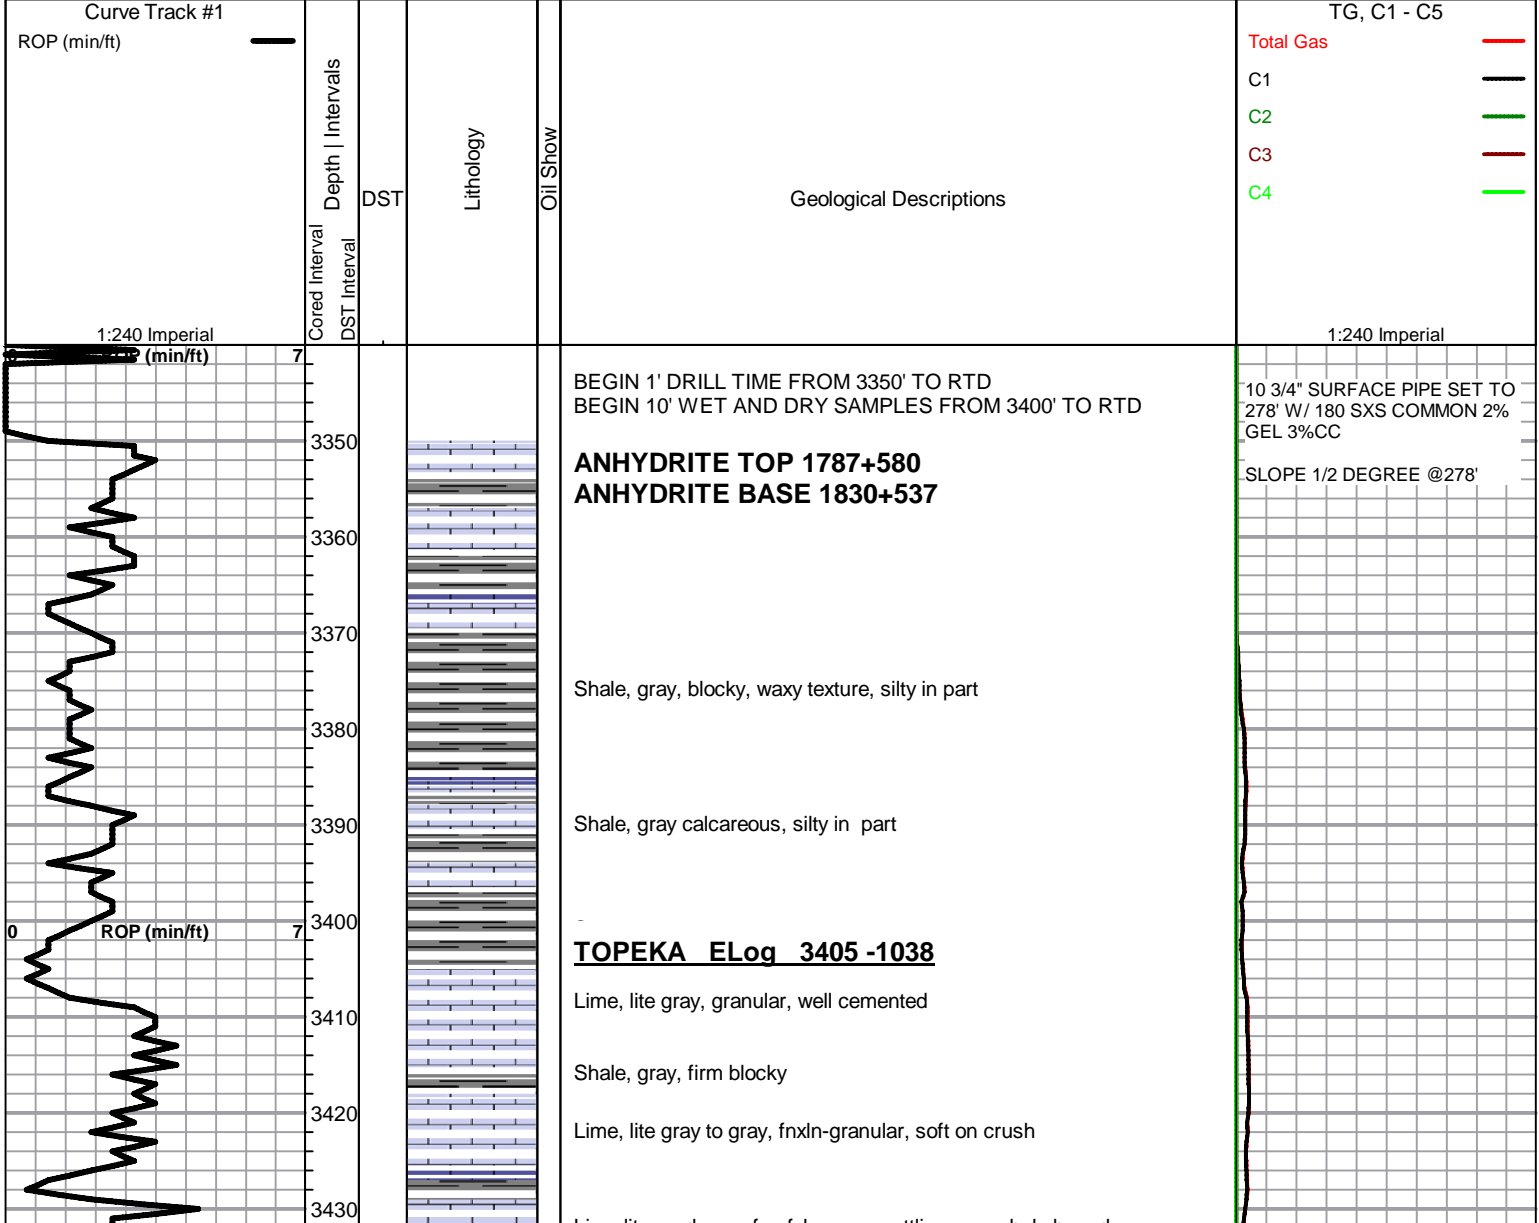 Curve Track #1
ROP (min/ft)
1:240 Imperial
Depth | Intervals
Cored Interval
DST Interval
DST
Lithology
Oil Show
Geological Descriptions
TG, C1 - C5
Total Gas
C1
C2
C3
C4
1:240 Imperial
(min/ft) 7
BEGIN 1' DRILL TIME FROM 3350' TO RTD
BEGIN 10' WET AND DRY SAMPLES FROM 3400' TO RTD
10 3/4" SURFACE PIPE SET TO
278' W/ 180 SXS COMMON 2%
GEL 3%CC
SLOPE 1/2 DEGREE @278'
3350
ANHYDRITE TOP 1787+580
ANHYDRITE BASE 1830+537
3360
3370
Shale, gray, blocky, waxy texture, silty in part
3380
3390
Shale, gray calcareous, silty in part
3400
0 ROP (min/ft) 7
TOPEKA ELog 3405 -1038
Lime, lite gray, granular, well cemented
3410
Shale, gray, firm blocky
3420
Lime, lite gray to gray, fnxln-granular, soft on crush
3430